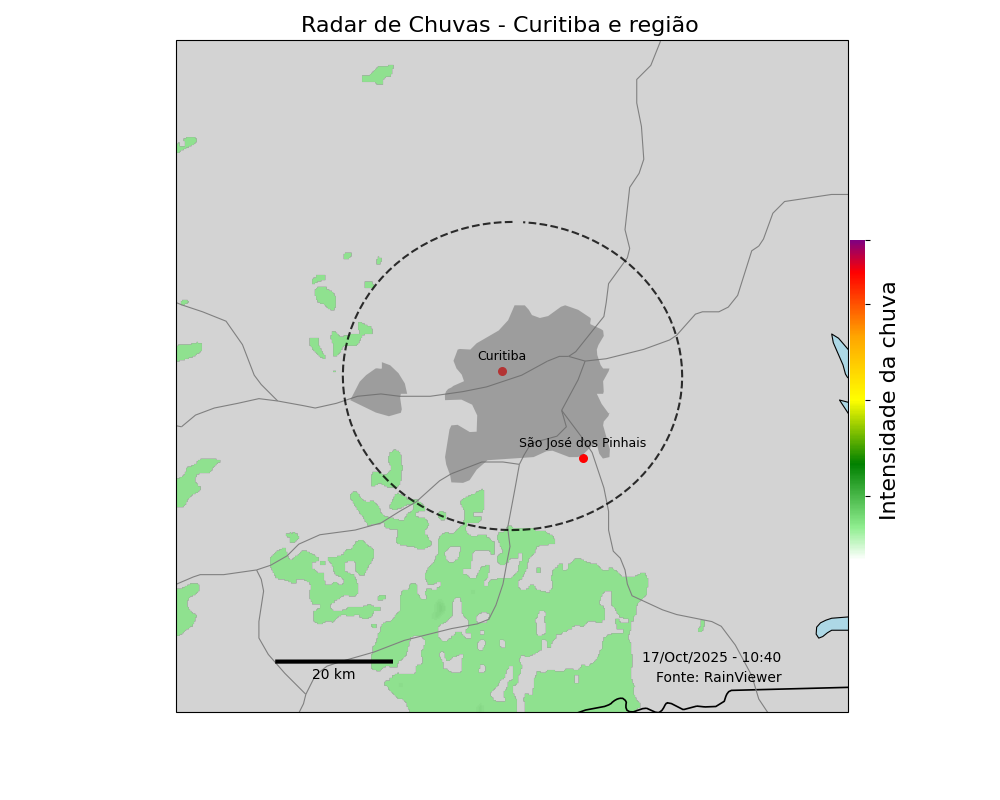 Radar de Chuvas - Curitiba e região
Curitiba
São José dos Pinhais
Intensidade da chuva
17/Oct/2025 - 10:40
Fonte: RainViewer
20 km